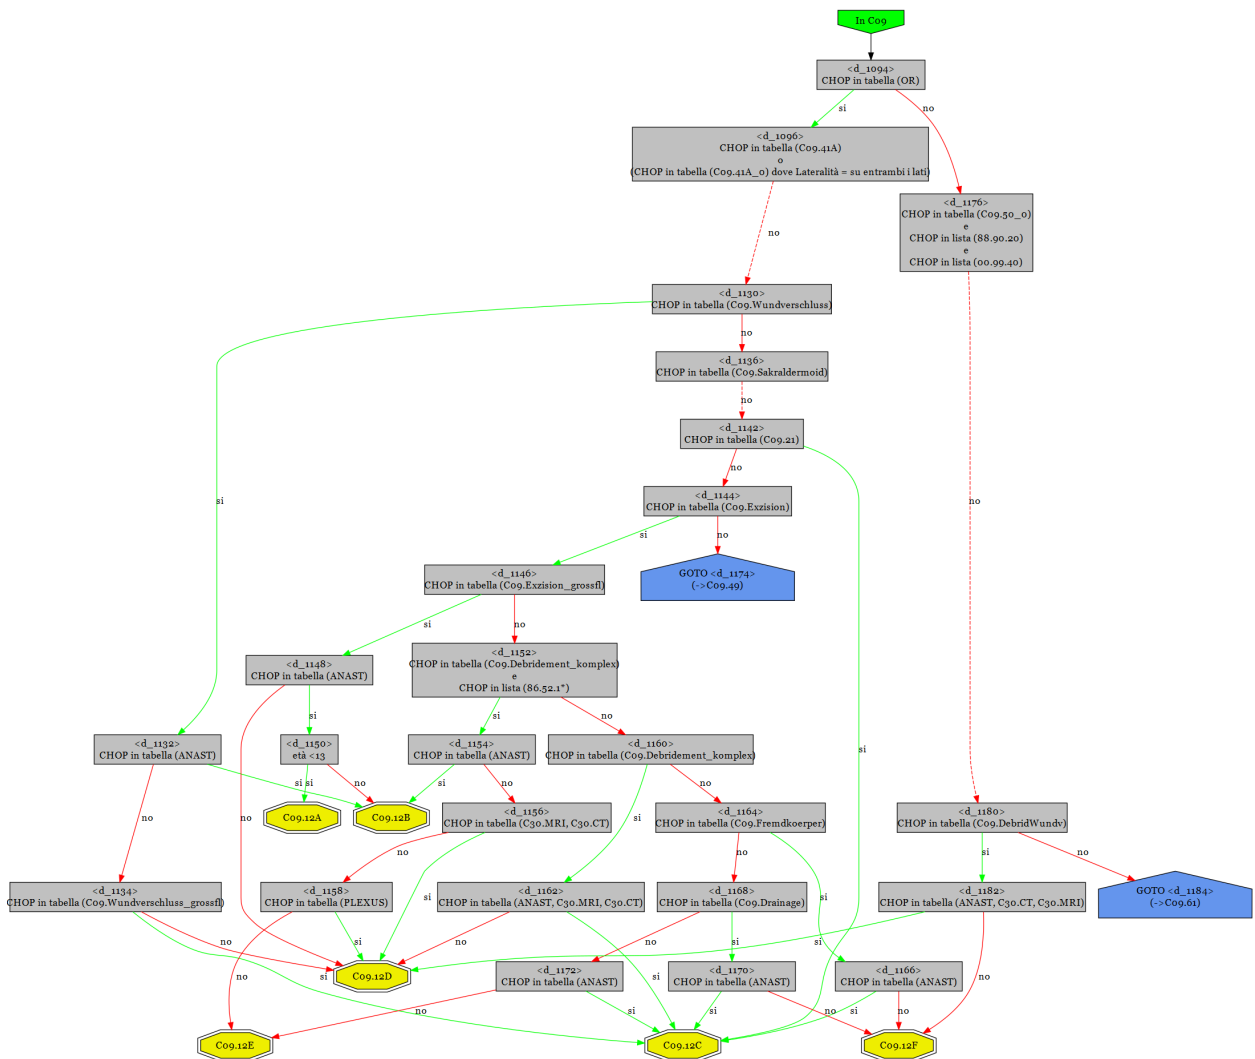 In C09
<d_1094>
CHOP in tabella (OR)
si
no
<d_1096>
CHOP in tabella (C09.41A)
o
(CHOP in tabella (C09.41A_0) dove Lateralità = su entrambi i lati)
<d_1176>
CHOP in tabella (C09.50_0)
e
CHOP in lista (88.90.20)
e
CHOP in lista (00.99.40)
no
<d_1130>
CHOP in tabella (C09.Wundverschluss)
no
<d_1136>
CHOP in tabella (C09.Sakraldermoid)
no
<d_1142>
CHOP in tabella (C09.21)
no
<d_1144>
CHOP in tabella (C09.Exzision)
si
no
si
no
<d_1146>
CHOP in tabella (C09.Exzision_grossfl)
GOTO <d_1174>
(->C09.49)
si
no
<d_1148>
CHOP in tabella (ANAST)
<d_1152>
CHOP in tabella (C09.Debridement_komplex)
e
CHOP in lista (86.52.1*)
si
si
no
<d_1132>
CHOP in tabella (ANAST)
<d_1150>
età <13
<d_1154>
CHOP in tabella (ANAST)
<d_1160>
CHOP in tabella (C09.Debridement_komplex)
si
si
si
no
si
no
no
C09.12A
C09.12B
<d_1156>
CHOP in tabella (C30.MRI, C30.CT)
<d_1164>
CHOP in tabella (C09.Fremdkoerper)
<d_1180>
CHOP in tabella (C09.DebridWundv)
no
no
si
no
no
si
no
<d_1134>
CHOP in tabella (C09.Wundverschluss_grossfl)
<d_1158>
CHOP in tabella (PLEXUS)
si
<d_1162>
CHOP in tabella (ANAST, C30.MRI, C30.CT)
<d_1168>
CHOP in tabella (C09.Drainage)
si
<d_1182>
CHOP in tabella (ANAST, C30.CT, C30.MRI)
GOTO <d_1184>
(->C09.61)
no
si
no
no
si
si
no
si
no
C09.12D
si
<d_1172>
CHOP in tabella (ANAST)
<d_1170>
CHOP in tabella (ANAST)
<d_1166>
CHOP in tabella (ANAST)
no
no
si
si
no
si
no
C09.12E
C09.12C
C09.12F